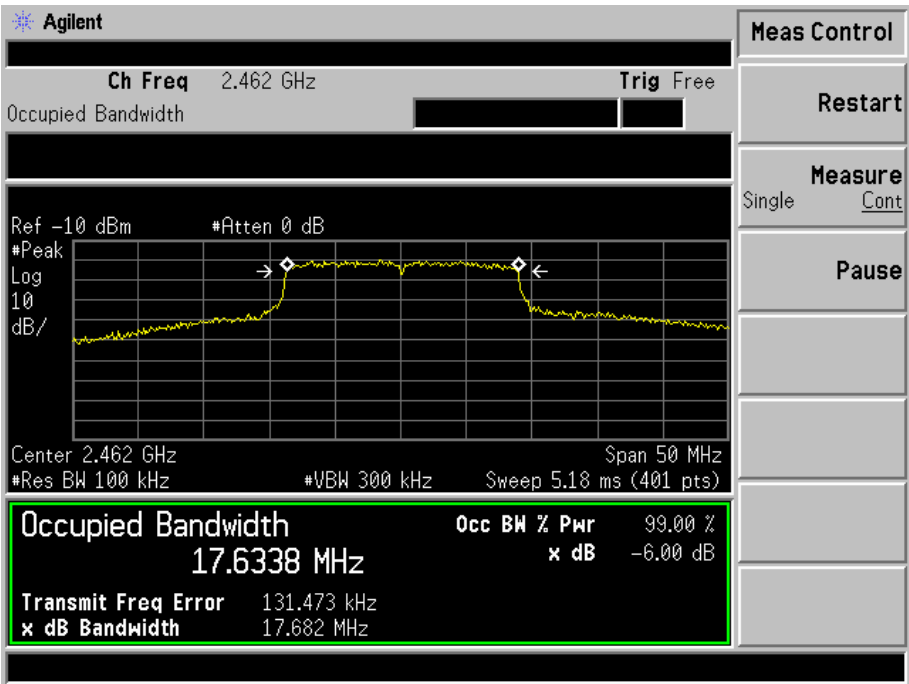 Agilent
Meas Control
Ch Freq 2.462 GHz Trig Free
Occupied Bandwidth
Restart
Measure
Single Cont
Pause
Ref -10 dBm #Atten 0 dB
#Peak
Log
10
dB/
Center 2.462 GHz Span 50 MHz
#Res BW 100 kHz #VBW 300 kHz Sweep 5.18 ms (401 pts)
Occupied Bandwidth Occ BW % Pwr 99.00 %
17.6338 MHz x dB -6.00 dB
Transmit Freq Error 131.473 kHz
x dB Bandwidth 17.682 MHz